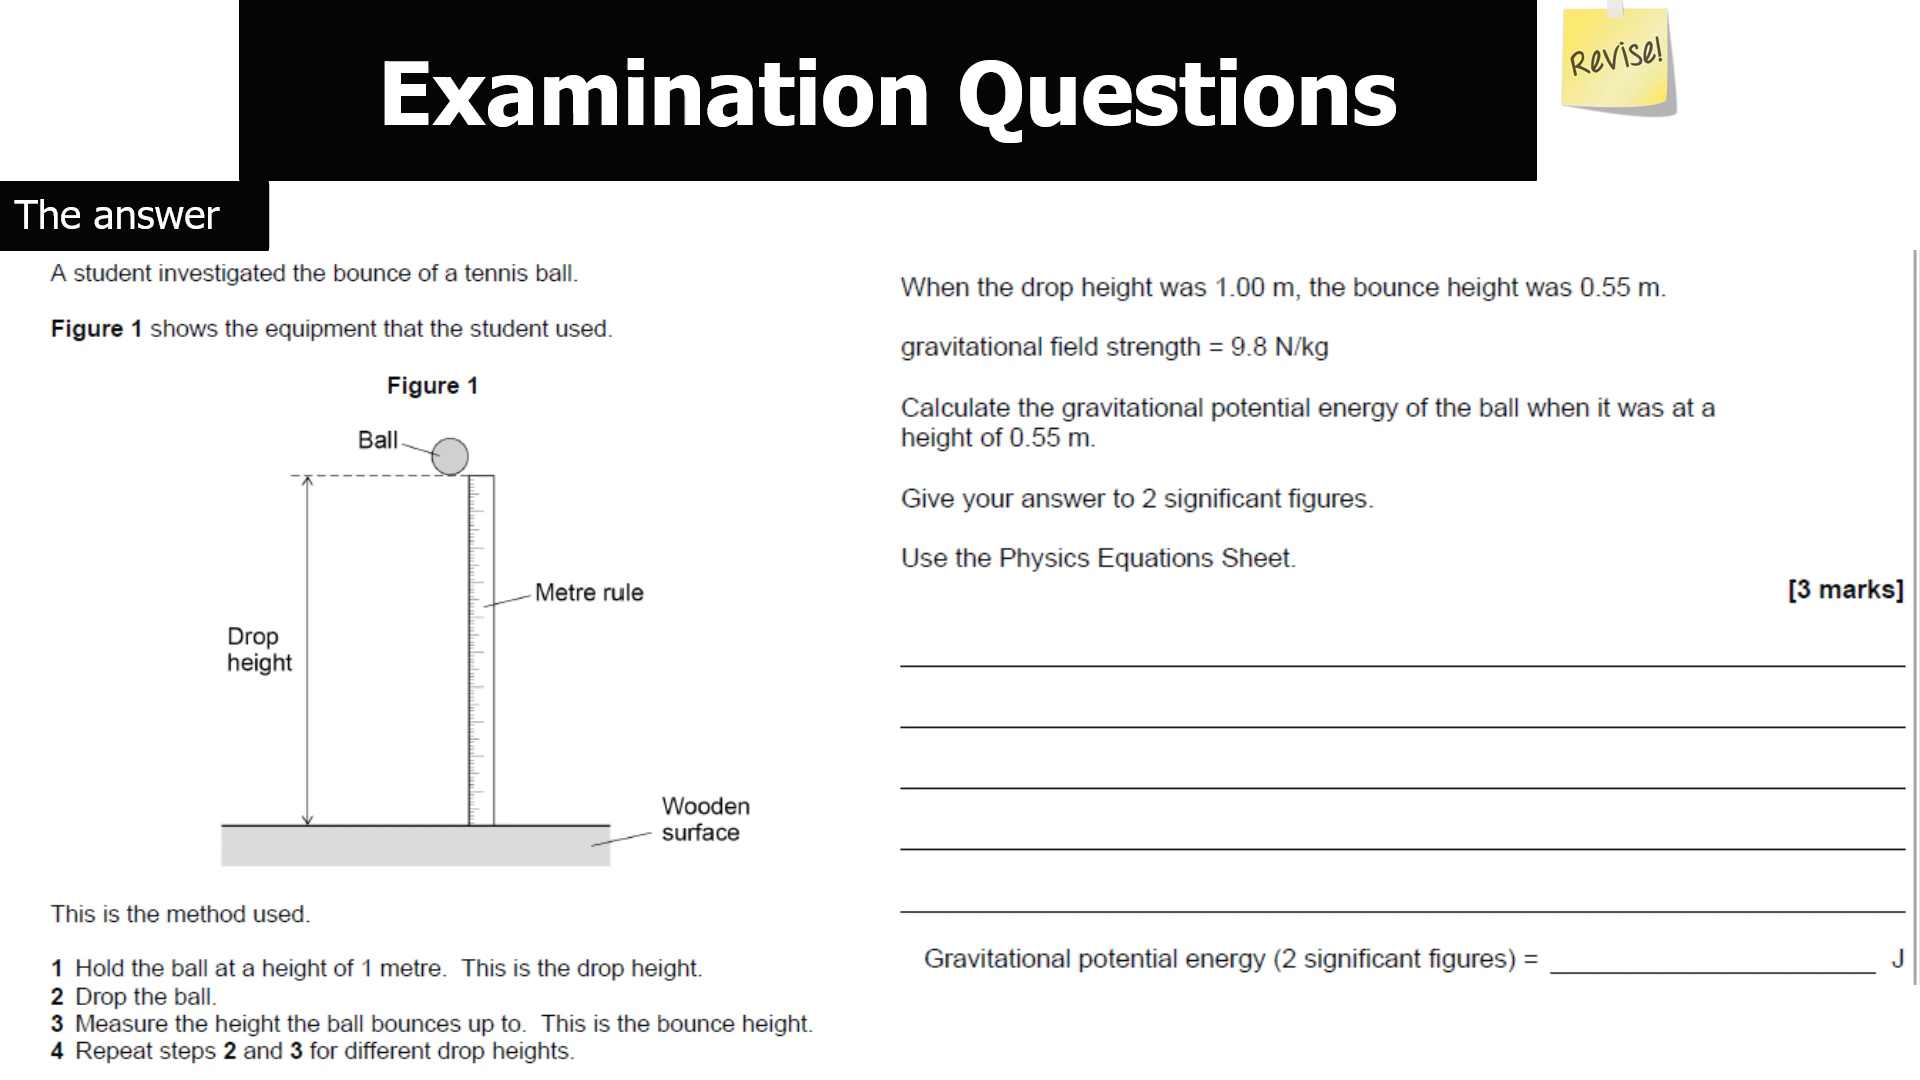 Examination Questions
Revise!
The answer
A student investigated the bounce of a tennis ball.
Figure 1 shows the equipment that the student used.
Figure 1
Ball
Metre rule
Drop
height
Wooden
surface
This is the method used.
1 Hold the ball at a height of 1 metre. This is the drop height.
2 Drop the ball.
3 Measure the height the ball bounces up to. This is the bounce height.
4 Repeat steps 2 and 3 for different drop heights.
When the drop height was 1.00 m, the bounce height was 0.55 m.
gravitational field strength = 9.8 N/kg
Calculate the gravitational potential energy of the ball when it was at a
height of 0.55 m.
Give your answer to 2 significant figures.
Use the Physics Equations Sheet.
[3 marks]
Gravitational potential energy (2 significant figures) = J